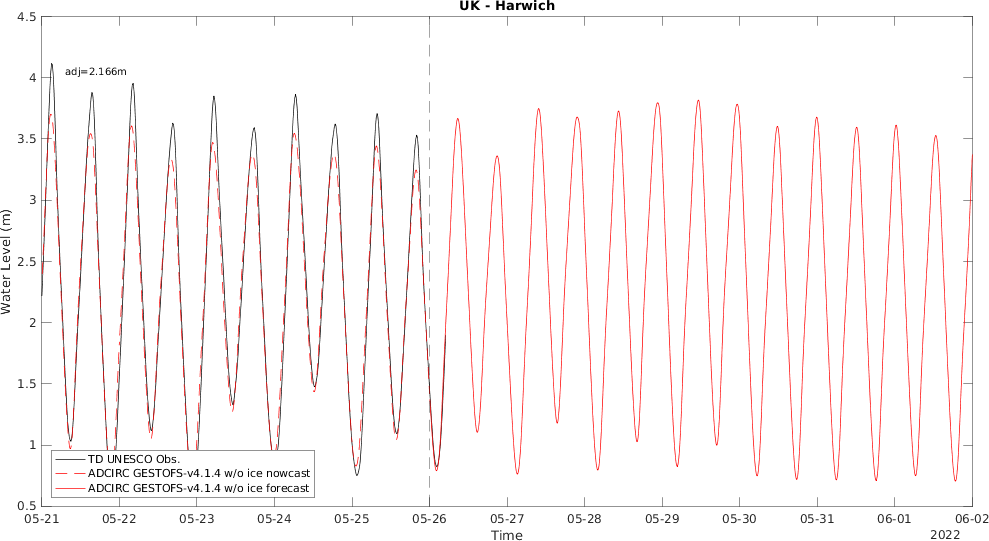 UK - Harwich
4.5
4
3.5
3
2.5
2
1.5
1
0.5
Water Level (m)
adj=2.166m
TD UNESCO Obs.
ADCIRC GESTOFS-v4.1.4 w/o ice nowcast
ADCIRC GESTOFS-v4.1.4 w/o ice forecast
05-21 05-22 05-23 05-24 05-25 05-26 05-27 05-28 05-29 05-30 05-31 06-01 06-02
Time
2022